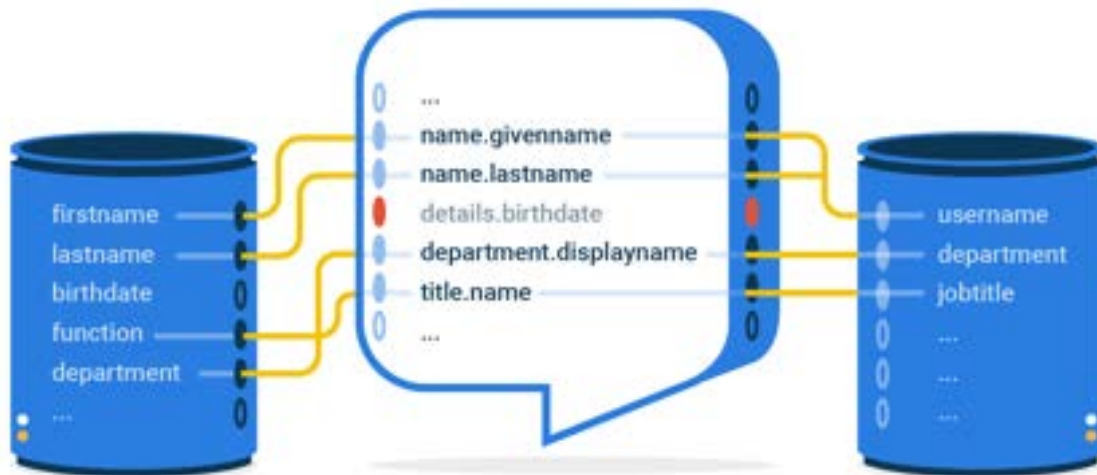 firstname
lastname
birthdate
function
department
...
...
name.givenname
name.lastname
details.birthdate
department.displayname
title.name
...
username
department
jobtitle
...
...
...